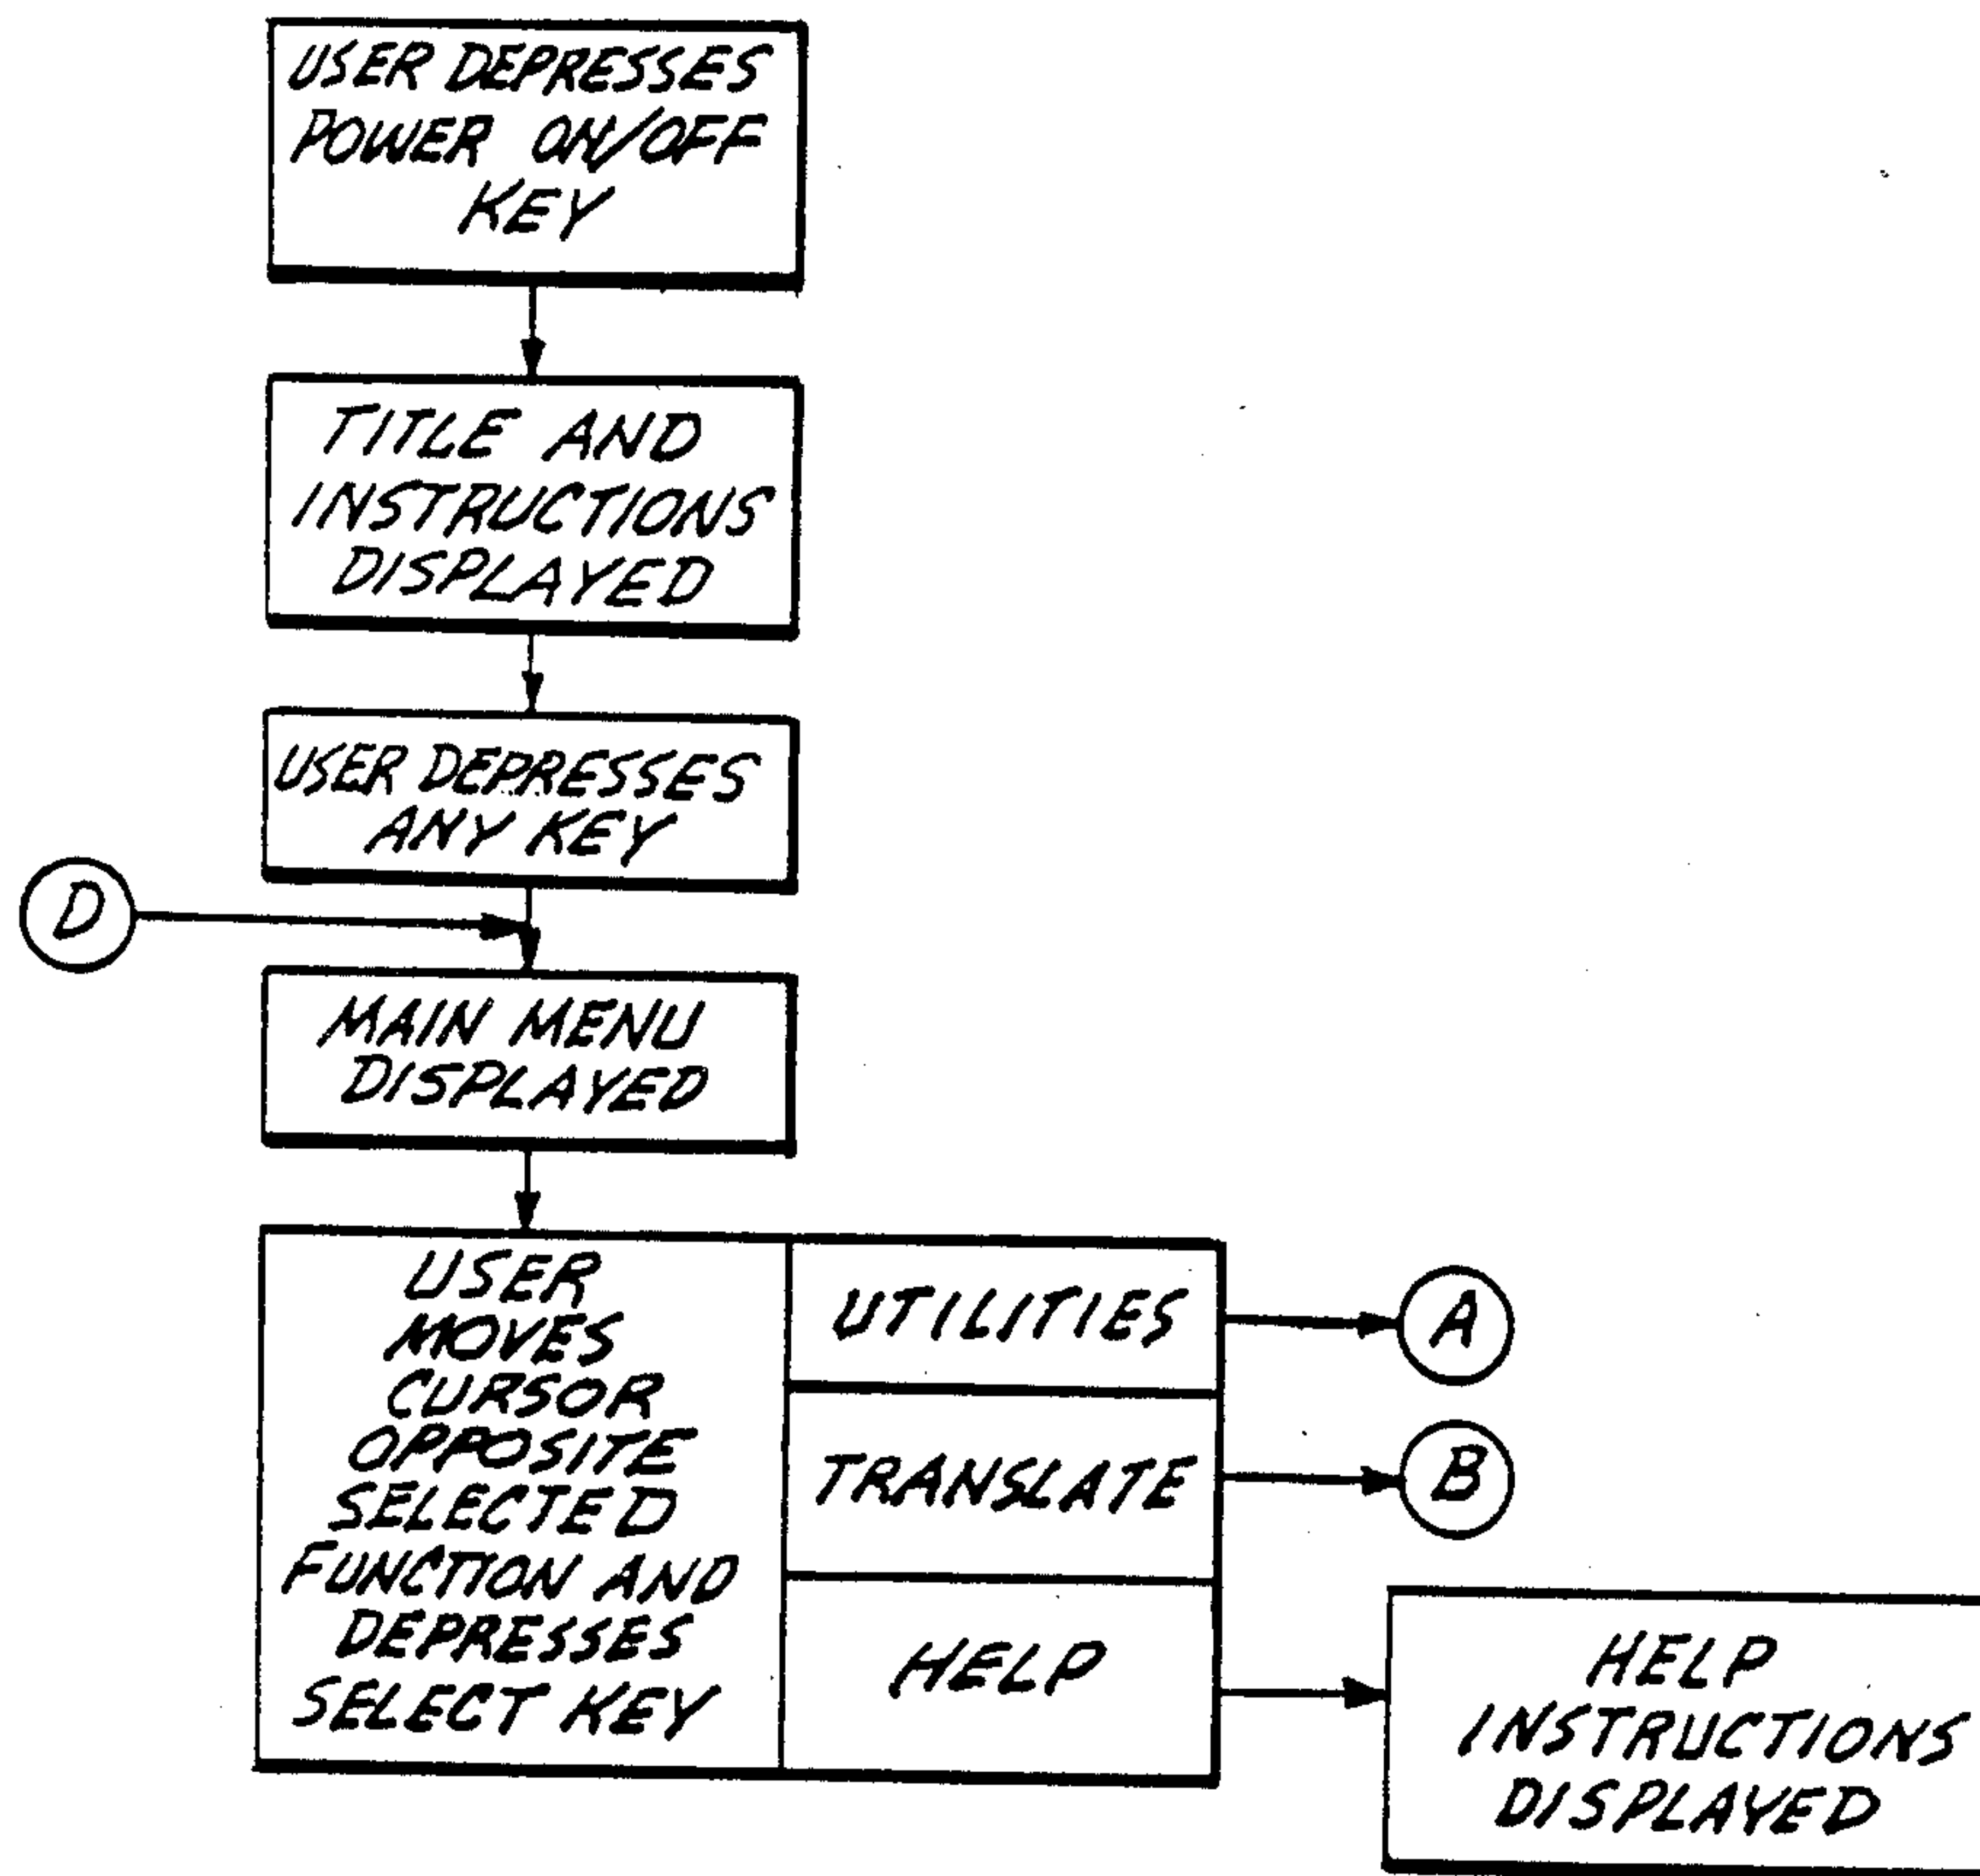 USER DEPRESSES
POWER ON/OFF
KEY
TITLE AND
INSTRUCTIONS
DISPLAYED
USER DEPRESSES
ANY KEY
D
MAIN MENU
DISPLAYED
USER
MOVES
CURSOR
OPPOSITE
SELECTED
FUNCTION AND
DEPRESSES
SELECT KEY
UTILITIES
A
TRANSLATE
B
HELP
HELP
INSTRUCTIONS
DISPLAYED